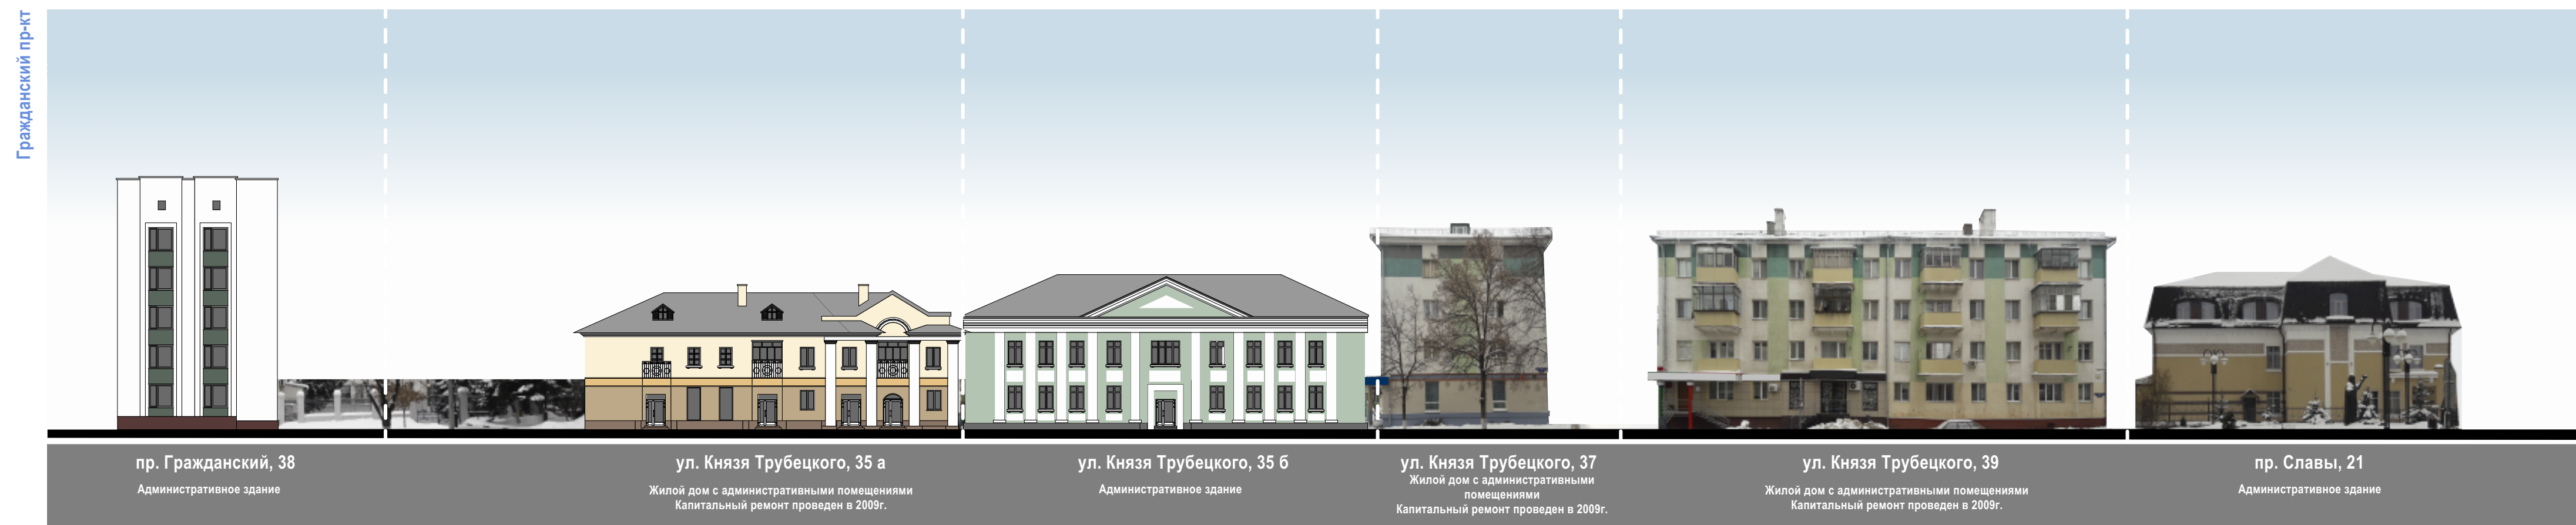 Гражданский пр-кт
пр. Гражданский, 38
Административное здание
ул. Князя Трубецкого, 35 а
Жилой дом с административными помещениями
Капитальный ремонт проведен в 2009г.
ул. Князя Трубецкого, 35 б
Административное здание
ул. Князя Трубецкого, 37
Жилой дом с административными
помещениями
Капитальный ремонт проведен в 2009г.
ул. Князя Трубецкого, 39
Жилой дом с административными помещениями
Капитальный ремонт проведен в 2009г.
пр. Славы, 21
Административное здание